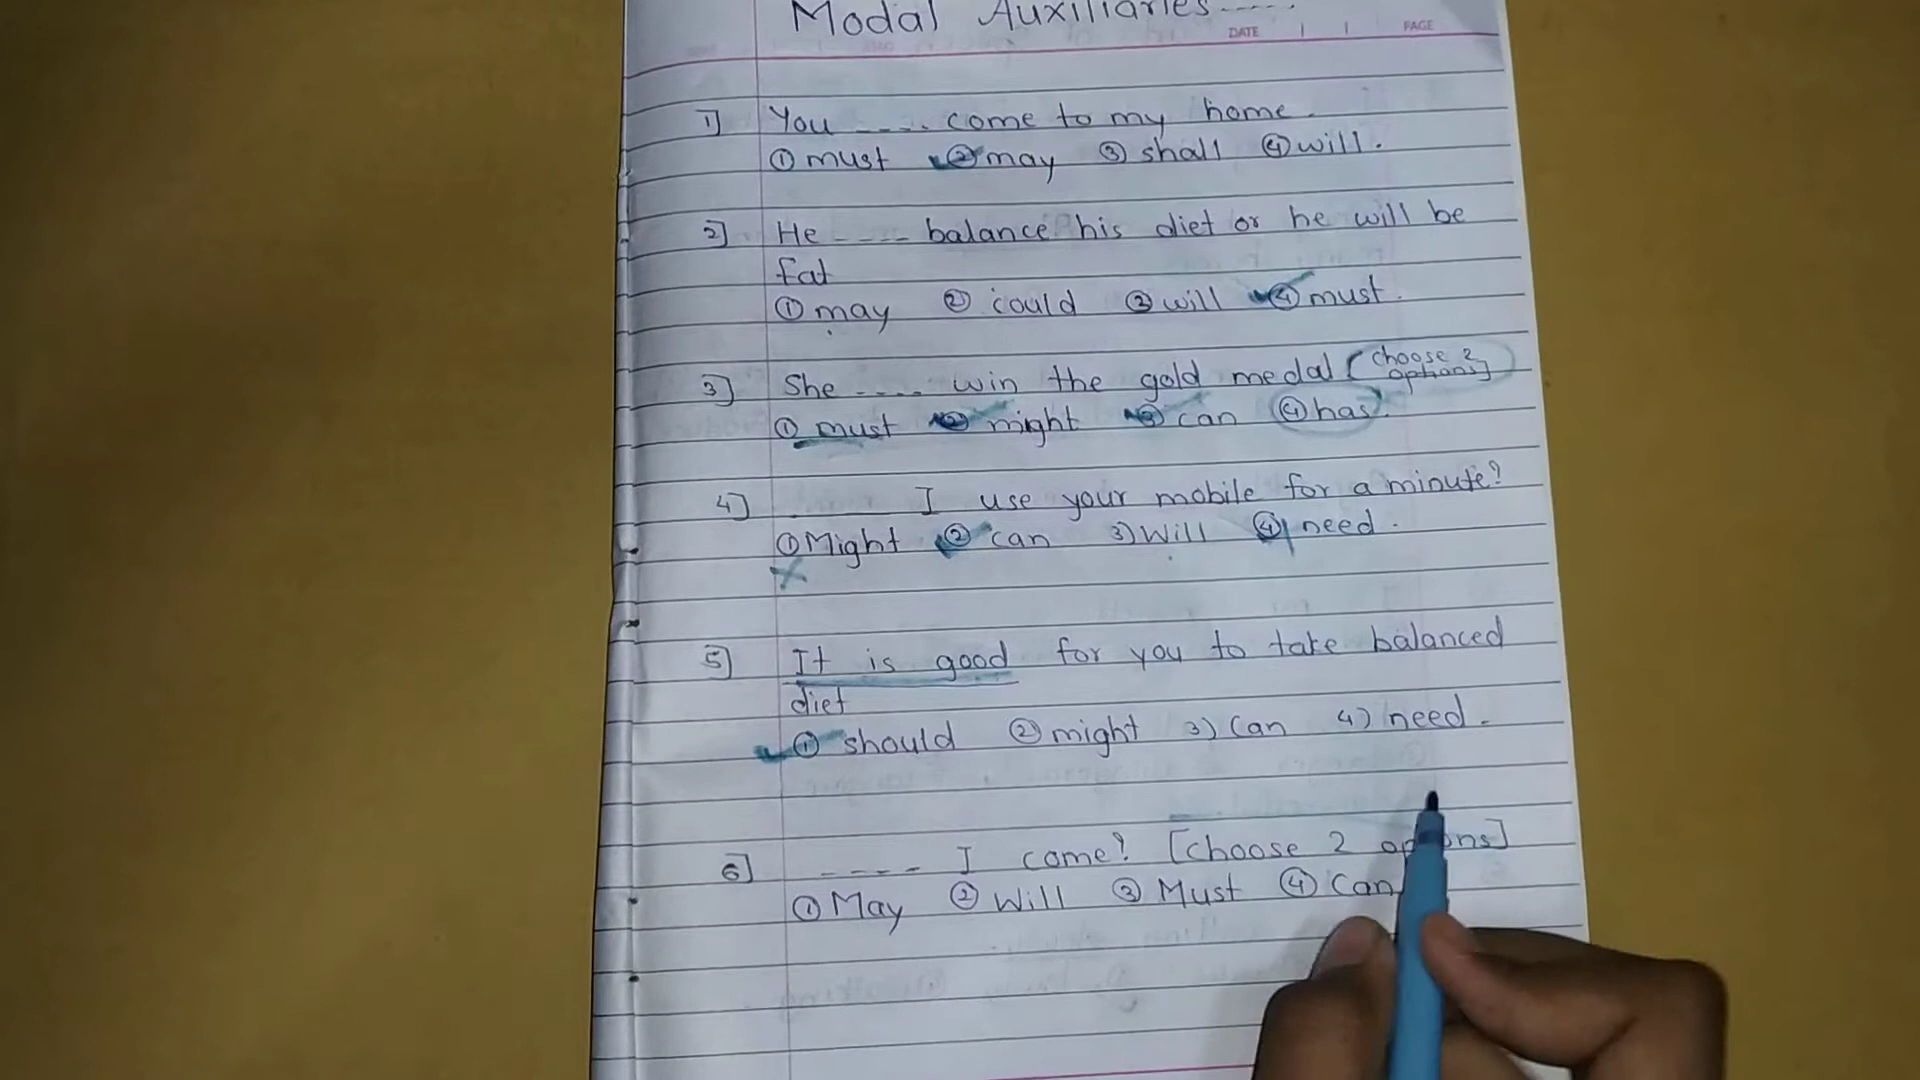 Modal Auxiliaries-----
DATE PAGE
1] You ---- come to my home.
① must ② may ③ shall ④ will.
2] He ---- balance his diet or he will be
fat
① may ② could ③ will ④ must.
3] She ---- win the gold medal (choose 2
options]
① must ② might ③ can ④ has.
4] ---- I use your mobile for a minute?
① Might ② can 3) Will ④ need.
5] It is good for you to take balanced
diet
① should ② might 3) Can 4) need.
6] ---- I come? [choose 2 options]
① May ② Will ③ Must ④ Can